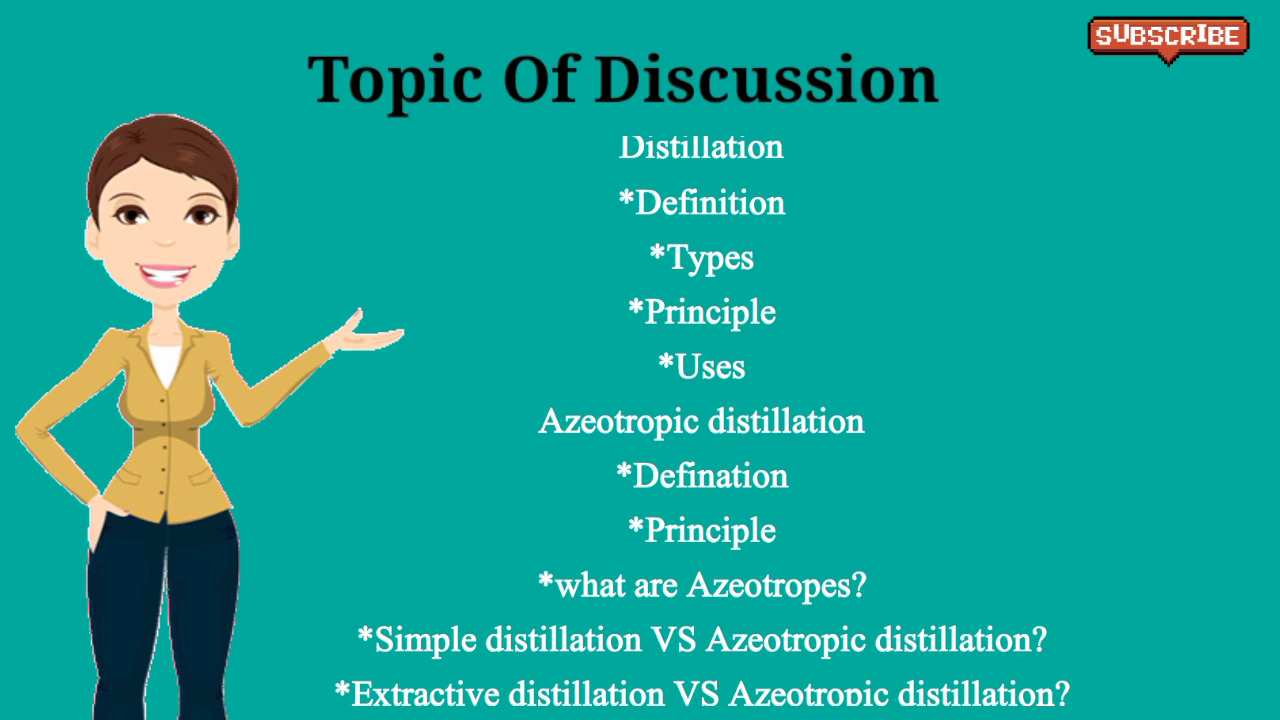 SUBSCRIBE
Topic Of Discussion
Distillation
*Definition
*Types
*Principle
*Uses
Azeotropic distillation
*Defination
*Principle
*what are Azeotropes?
*Simple distillation VS Azeotropic distillation?
*Extractive distillation VS Azeotropic distillation?